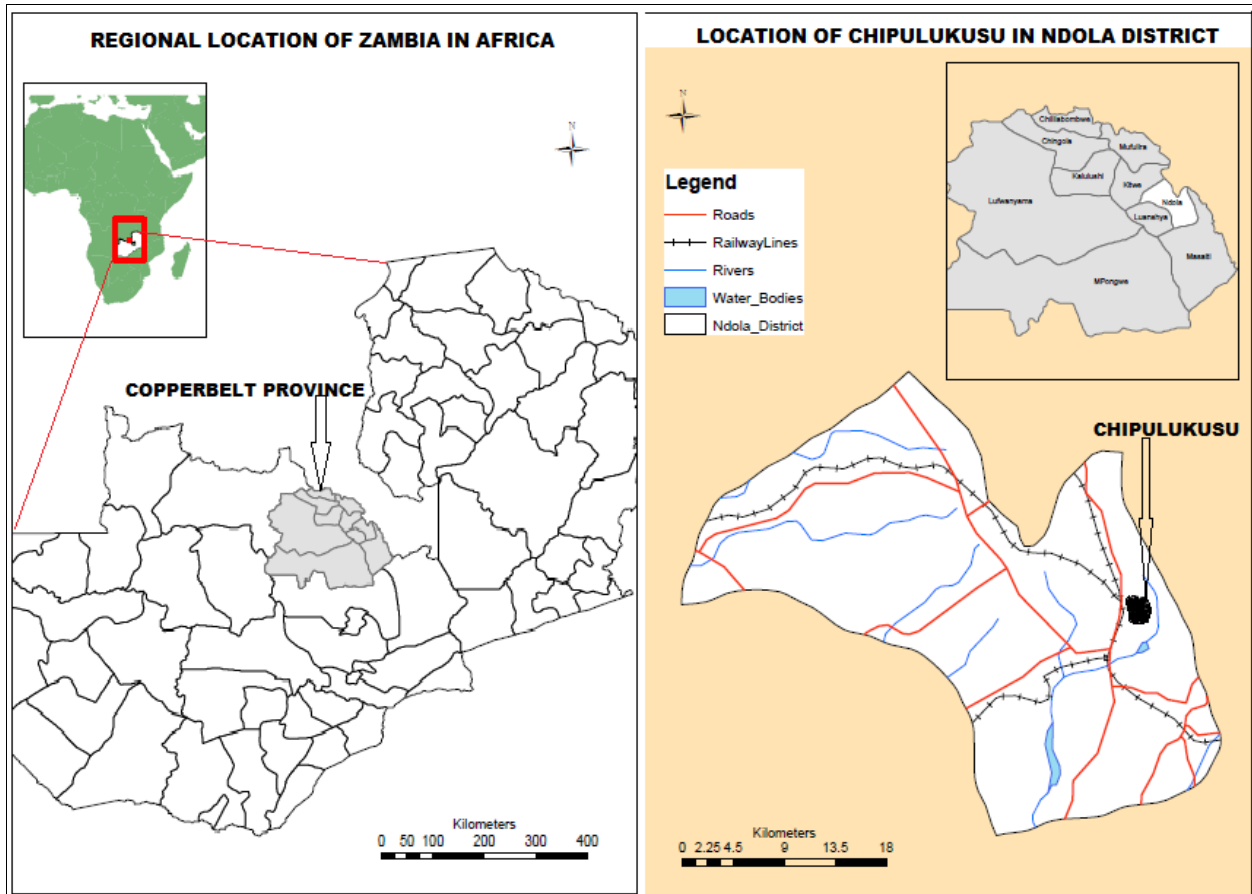 REGIONAL LOCATION OF ZAMBIA IN AFRICA
N
COPPERBELT PROVINCE
Kilometers
0 50 100 200 300 400
LOCATION OF CHIPULUKUSU IN NDOLA DISTRICT
N
Legend
Roads
RailwayLines
Rivers
Water_Bodies
Ndola_District
Chililabombwe
Chingola
Mufulira
Kalulushi
Kitwe
Lufwanyama
Ndola
Luanshya
Masaiti
MPongwe
CHIPULUKUSU
Kilometers
0 2.25 4.5 9 13.5 18